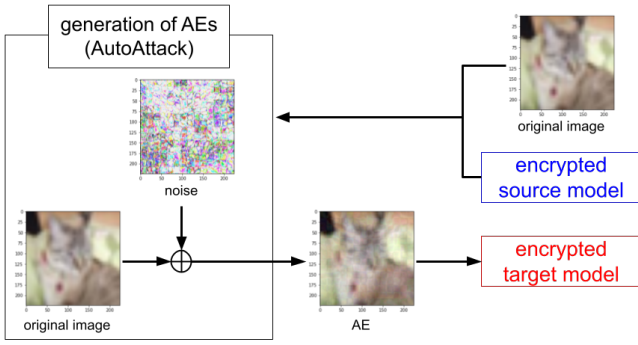 generation of AEs
(AutoAttack)
original image
noise
encrypted
source model
original image
AE
encrypted
target model